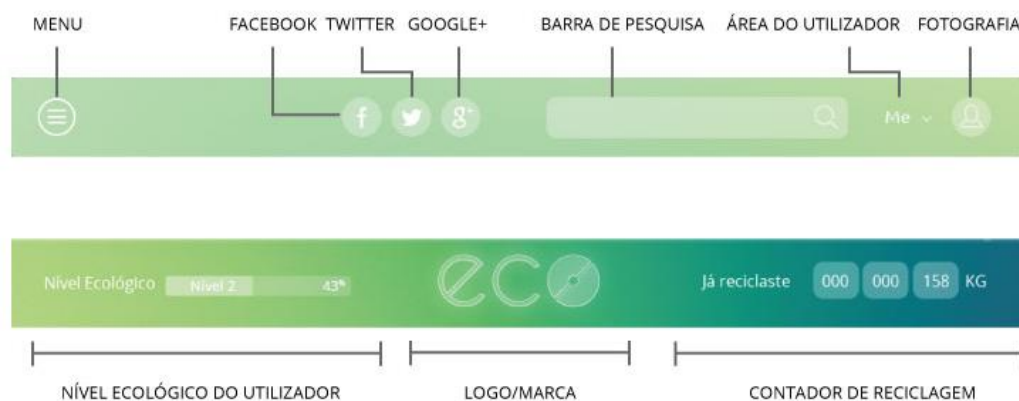 MENU FACEBOOK TWITTER GOOGLE+ BARRA DE PESQUISA ÁREA DO UTILIZADOR FOTOGRAFIA
f g+ Me
Nível Ecológico Nível 2 43% eco Já reciclaste 000 000 158 KG
NÍVEL ECOLÓGICO DO UTILIZADOR LOGO/MARCA CONTADOR DE RECICLAGEM